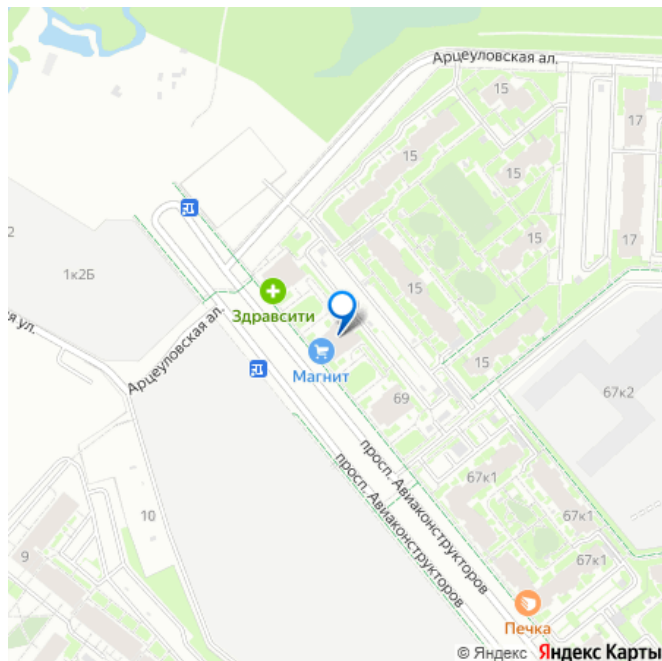 Арцеуловская ал.
15
17
15
15
2
1к2Б
17
15
Здравсити
ая ул.
Арцеуловская ал.
Магнит
15
67к2
69
просп. Авиаконструкторов
просп. Авиаконструкторов
67к1
10
67к1
9
67к1
Печка
© Яндекс Яндекс Карты